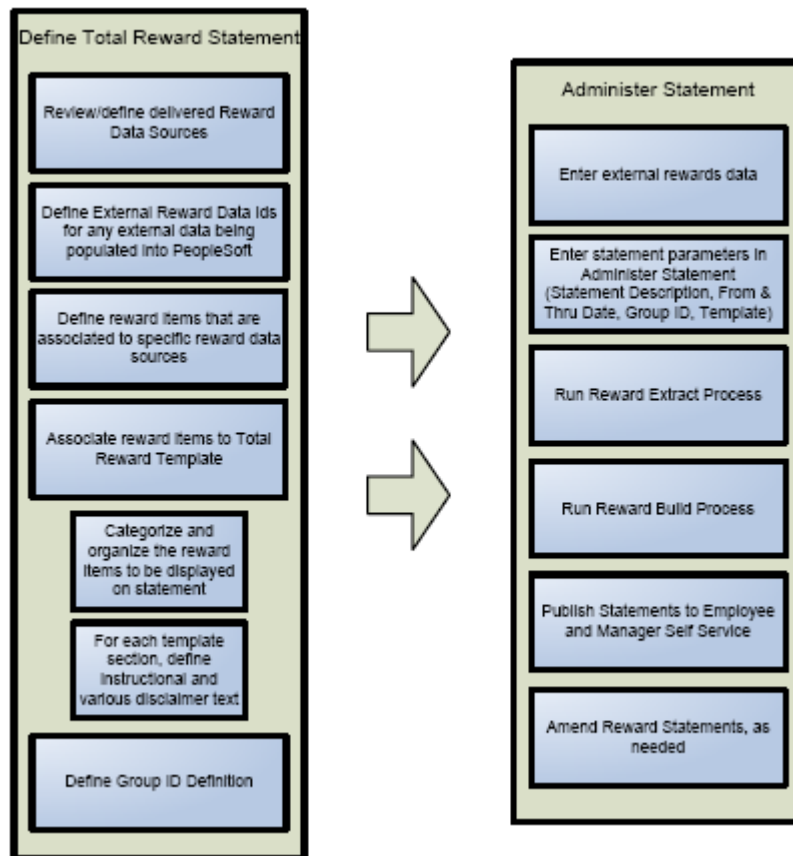 Define Total Reward Statement
Review/define delivered Reward
Data Sources
Define External Reward Data Ids
for any external data being
populated into PeopleSoft
Define reward items that are
associated to specific reward data
sources
Associate reward items to Total
Reward Template
Categorize and
organize the reward
items to be displayed
on statement
For each template
section, define
instructional and
various disclaimer text
Define Group ID Definition
Administer Statement
Enter external rewards data
Enter statement parameters in
Administer Statement
(Statement Description, From &
Thru Date, Group ID, Template)
Run Reward Extract Process
Run Reward Build Process
Publish Statements to Employee
and Manager Self Service
Amend Reward Statements, as
needed